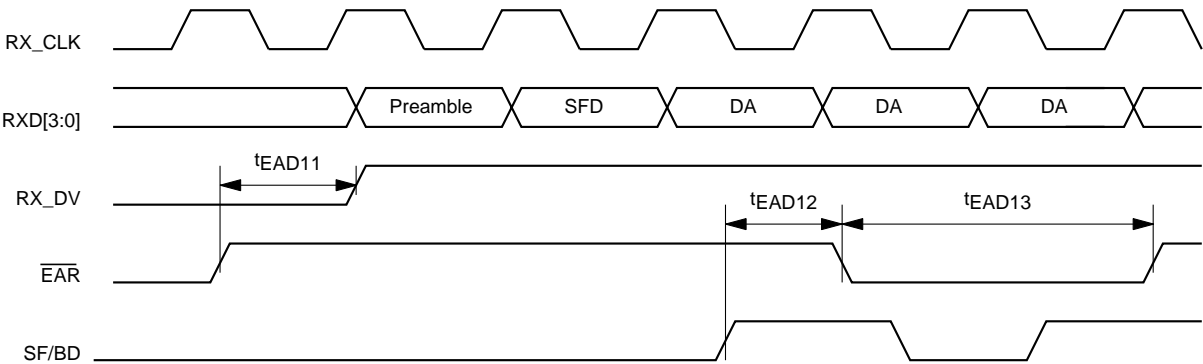 RX_CLK
RXD[3:0] Preamble SFD DA DA DA
tEAD11
RX_DV
tEAD12 tEAD13
EAR
SF/BD